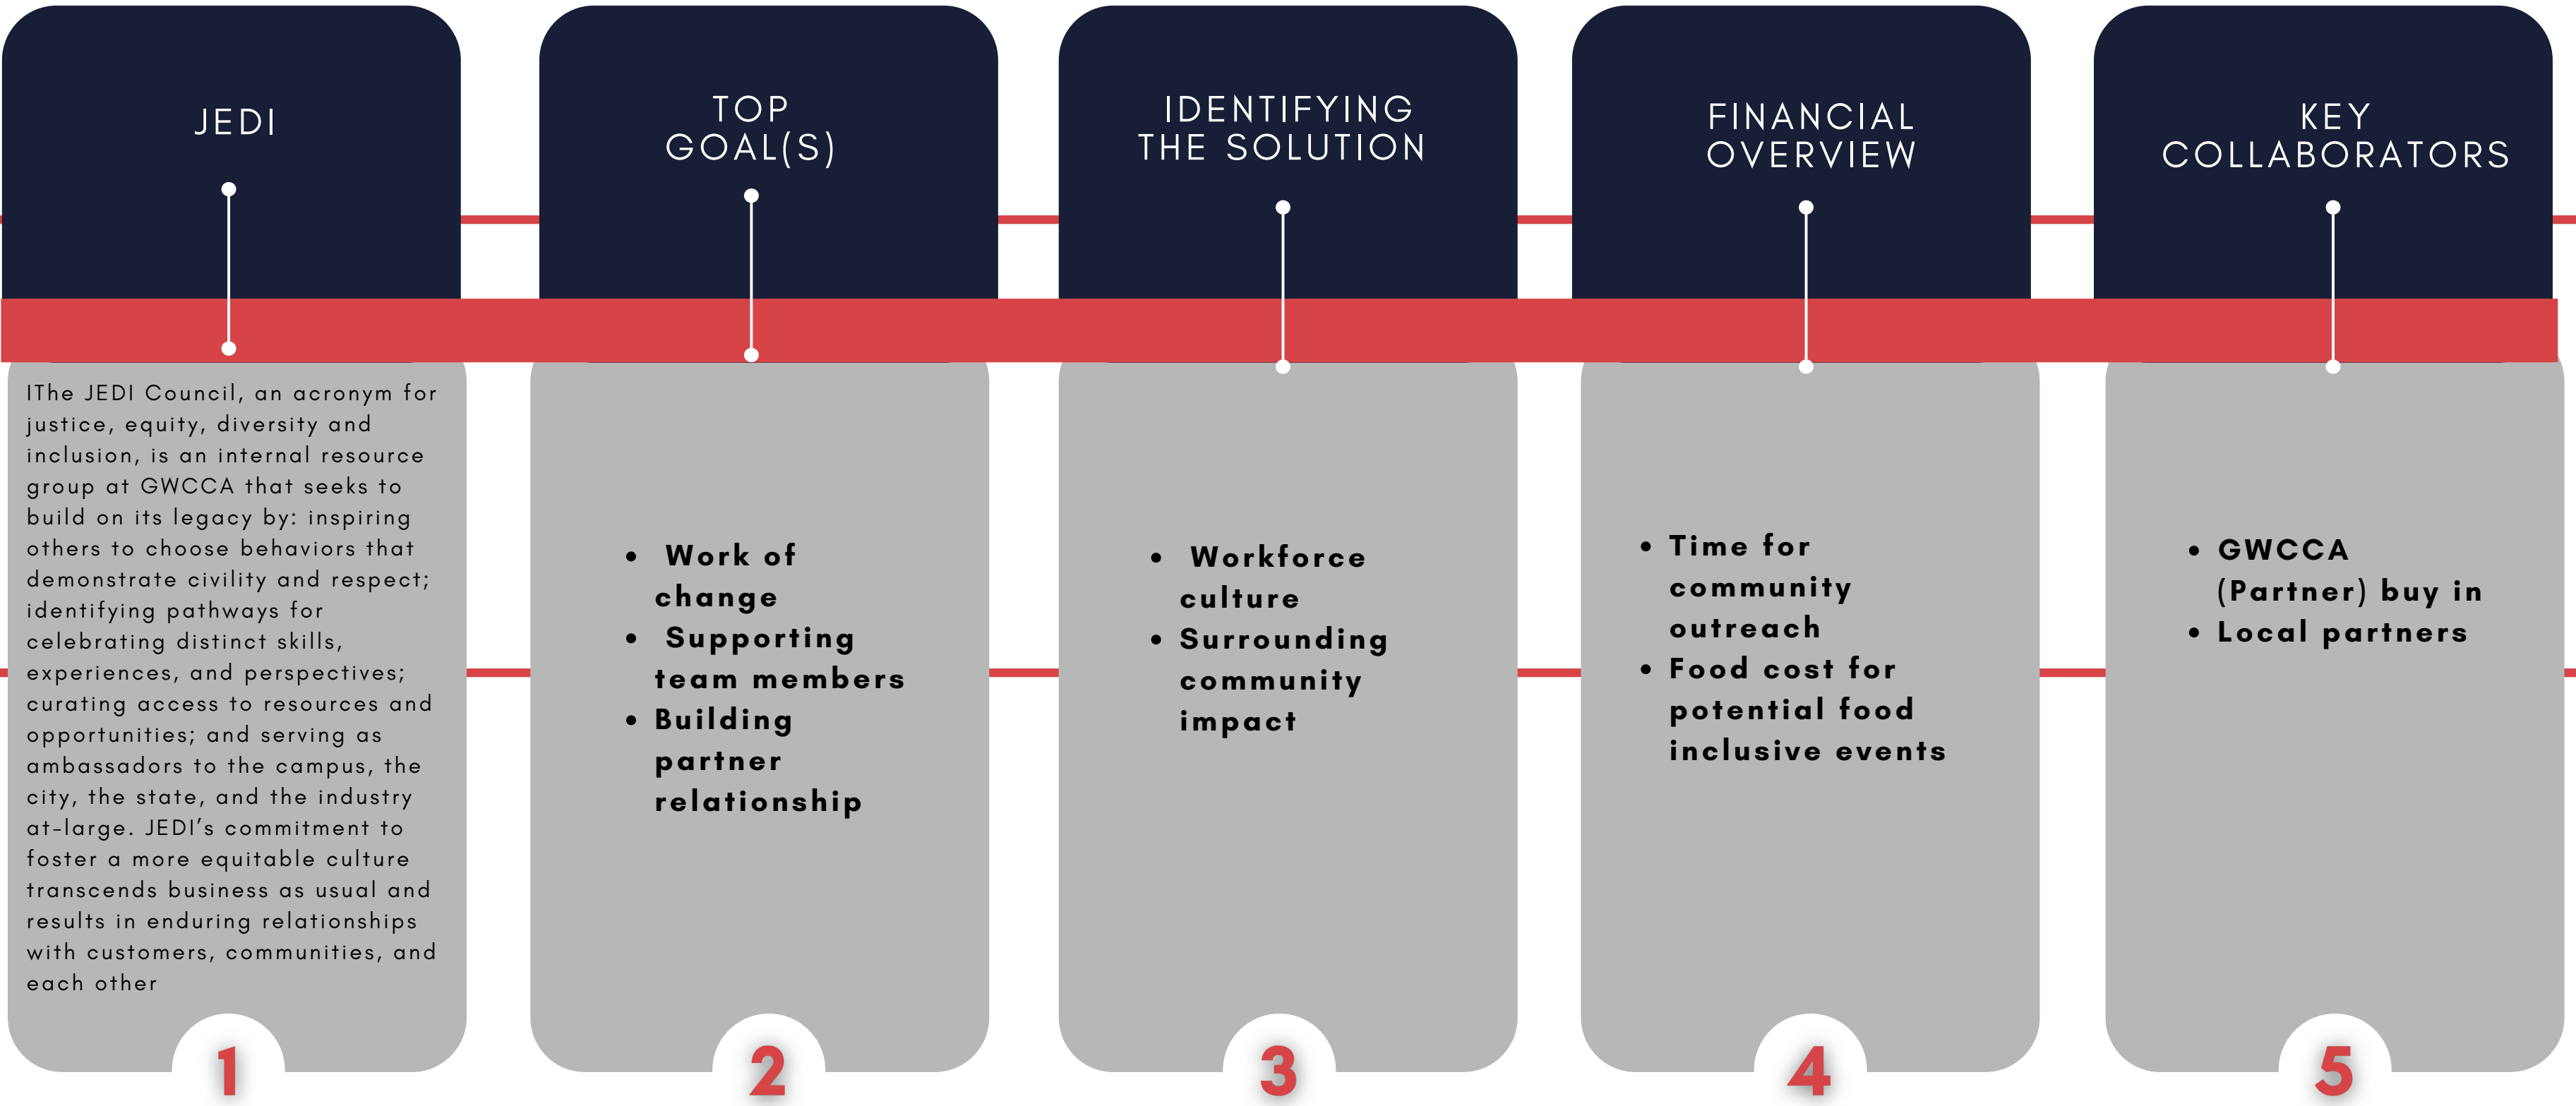 JEDI
IThe JEDI Council, an acronym for
justice, equity, diversity and
inclusion, is an internal resource
group at GWCCA that seeks to
build on its legacy by: inspiring
others to choose behaviors that
demonstrate civility and respect;
identifying pathways for
celebrating distinct skills,
experiences, and perspectives;
curating access to resources and
opportunities; and serving as
ambassadors to the campus, the
city, the state, and the industry
at-large. JEDI’s commitment to
foster a more equitable culture
transcends business as usual and
results in enduring relationships
with customers, communities, and
each other
1
TOP
GOAL(S)
• Work of
change
• Supporting
team members
• Building
partner
relationship
2
IDENTIFYING
THE SOLUTION
• Workforce
culture
• Surrounding
community
impact
3
FINANCIAL
OVERVIEW
• Time for
community
outreach
• Food cost for
potential food
inclusive events
4
KEY
COLLABORATORS
• GWCCA
(Partner) buy in
• Local partners
5